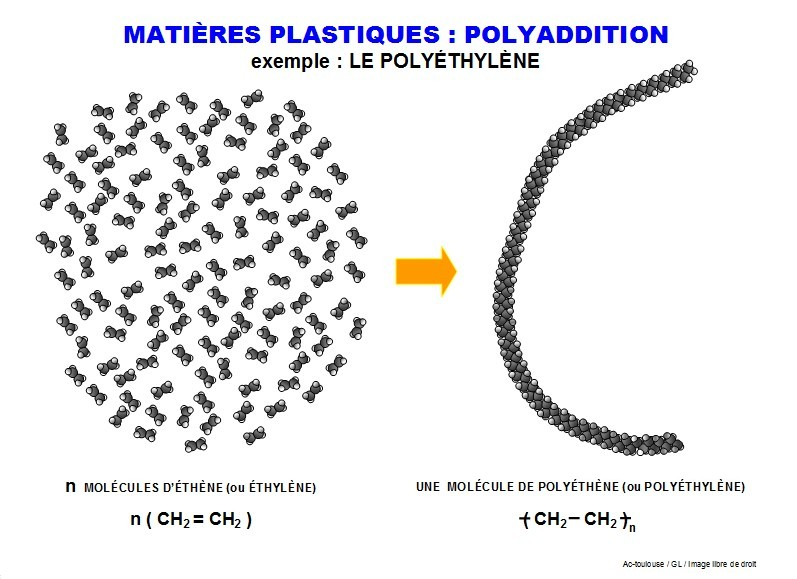 MATIÈRES PLASTIQUES : POLYADDITION
exemple : LE POLYÉTHYLÈNE
n MOLÉCULES D'ÉTHÈNE (ou ÉTHYLÈNE)
n ( CH₂ = CH₂ )
UNE MOLÉCULE DE POLYÉTHÈNE (ou POLYÉTHYLÈNE)
( CH₂ – CH₂ )ₙ
Ac-toulouse / GL / Image libre de droit